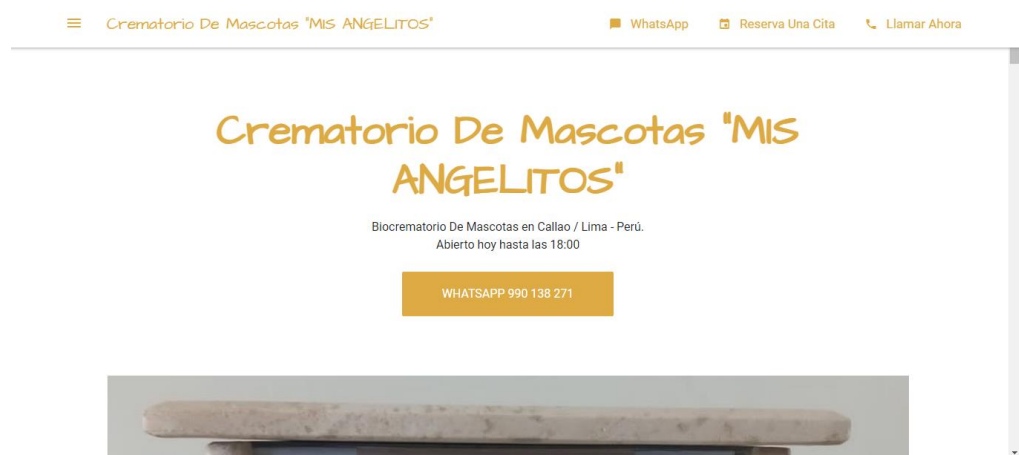 Crematorio De Mascotas "MIS ANGELITOS"
WhatsApp
Reserva Una Cita
Llamar Ahora
Crematorio De Mascotas "MIS
ANGELITOS"
Biocrematorio De Mascotas en Callao / Lima - Perú.
Abierto hoy hasta las 18:00
WHATSAPP 990 138 271